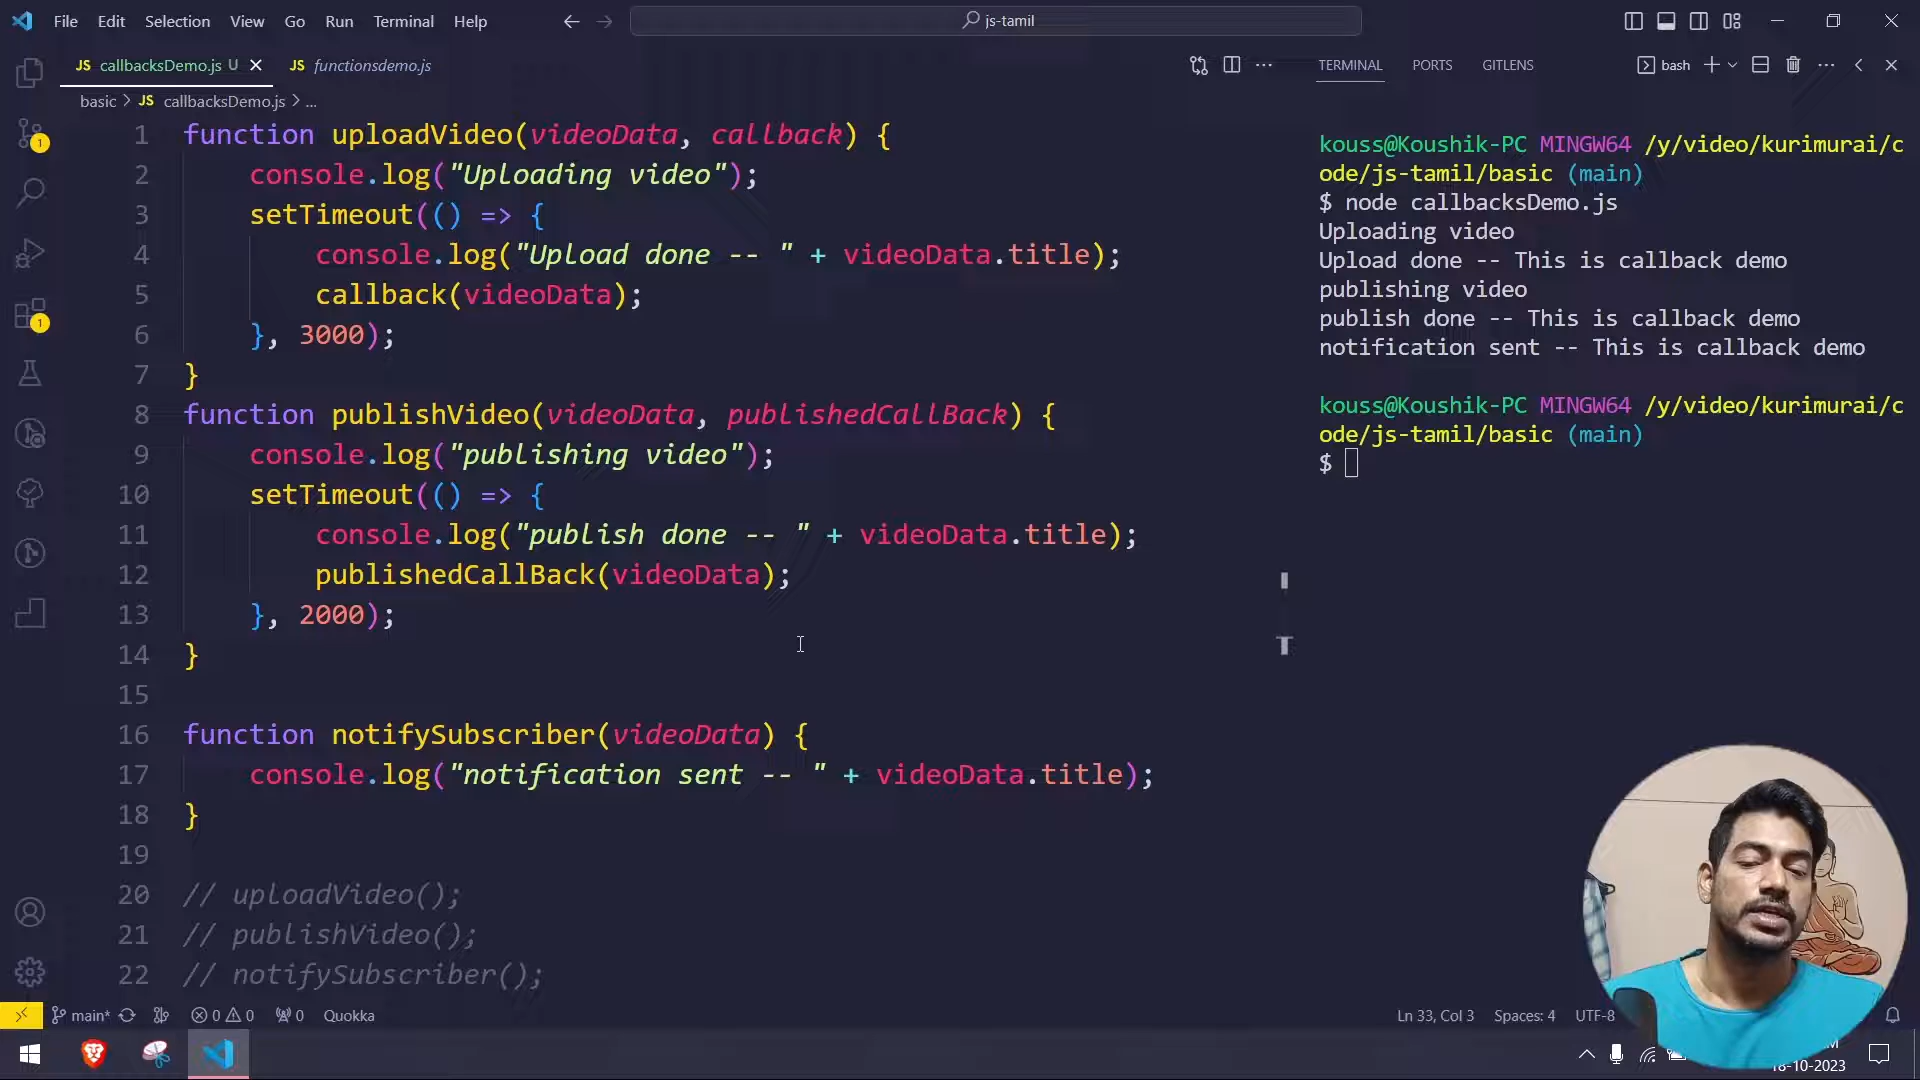 File Edit Selection View Go Run Terminal Help
js-tamil
JS callbacksDemo.js U
JS functionsdemo.js
basic > JS callbacksDemo.js > ...
1 function uploadVideo(videoData, callback) {
2 console.log("Uploading video");
3 setTimeout(() => {
4 console.log("Upload done -- " + videoData.title);
5 callback(videoData);
6 }, 3000);
7 }
8 function publishVideo(videoData, publishedCallBack) {
9 console.log("publishing video");
10 setTimeout(() => {
11 console.log("publish done -- " + videoData.title);
12 publishedCallBack(videoData);
13 }, 2000);
14 }
15
16 function notifySubscriber(videoData) {
17 console.log("notification sent -- " + videoData.title);
18 }
19
20 // uploadVideo();
21 // publishVideo();
22 // notifySubscriber();
TERMINAL PORTS GITLENS
bash
kouss@Koushik-PC MINGW64 /y/video/kurimurai/c
ode/js-tamil/basic (main)
$ node callbacksDemo.js
Uploading video
Upload done -- This is callback demo
publishing video
publish done -- This is callback demo
notification sent -- This is callback demo
kouss@Koushik-PC MINGW64 /y/video/kurimurai/c
ode/js-tamil/basic (main)
$
1
1
main* 0 0 0 Quokka
Ln 33, Col 3 Spaces: 4 UTF-8
18-10-2023